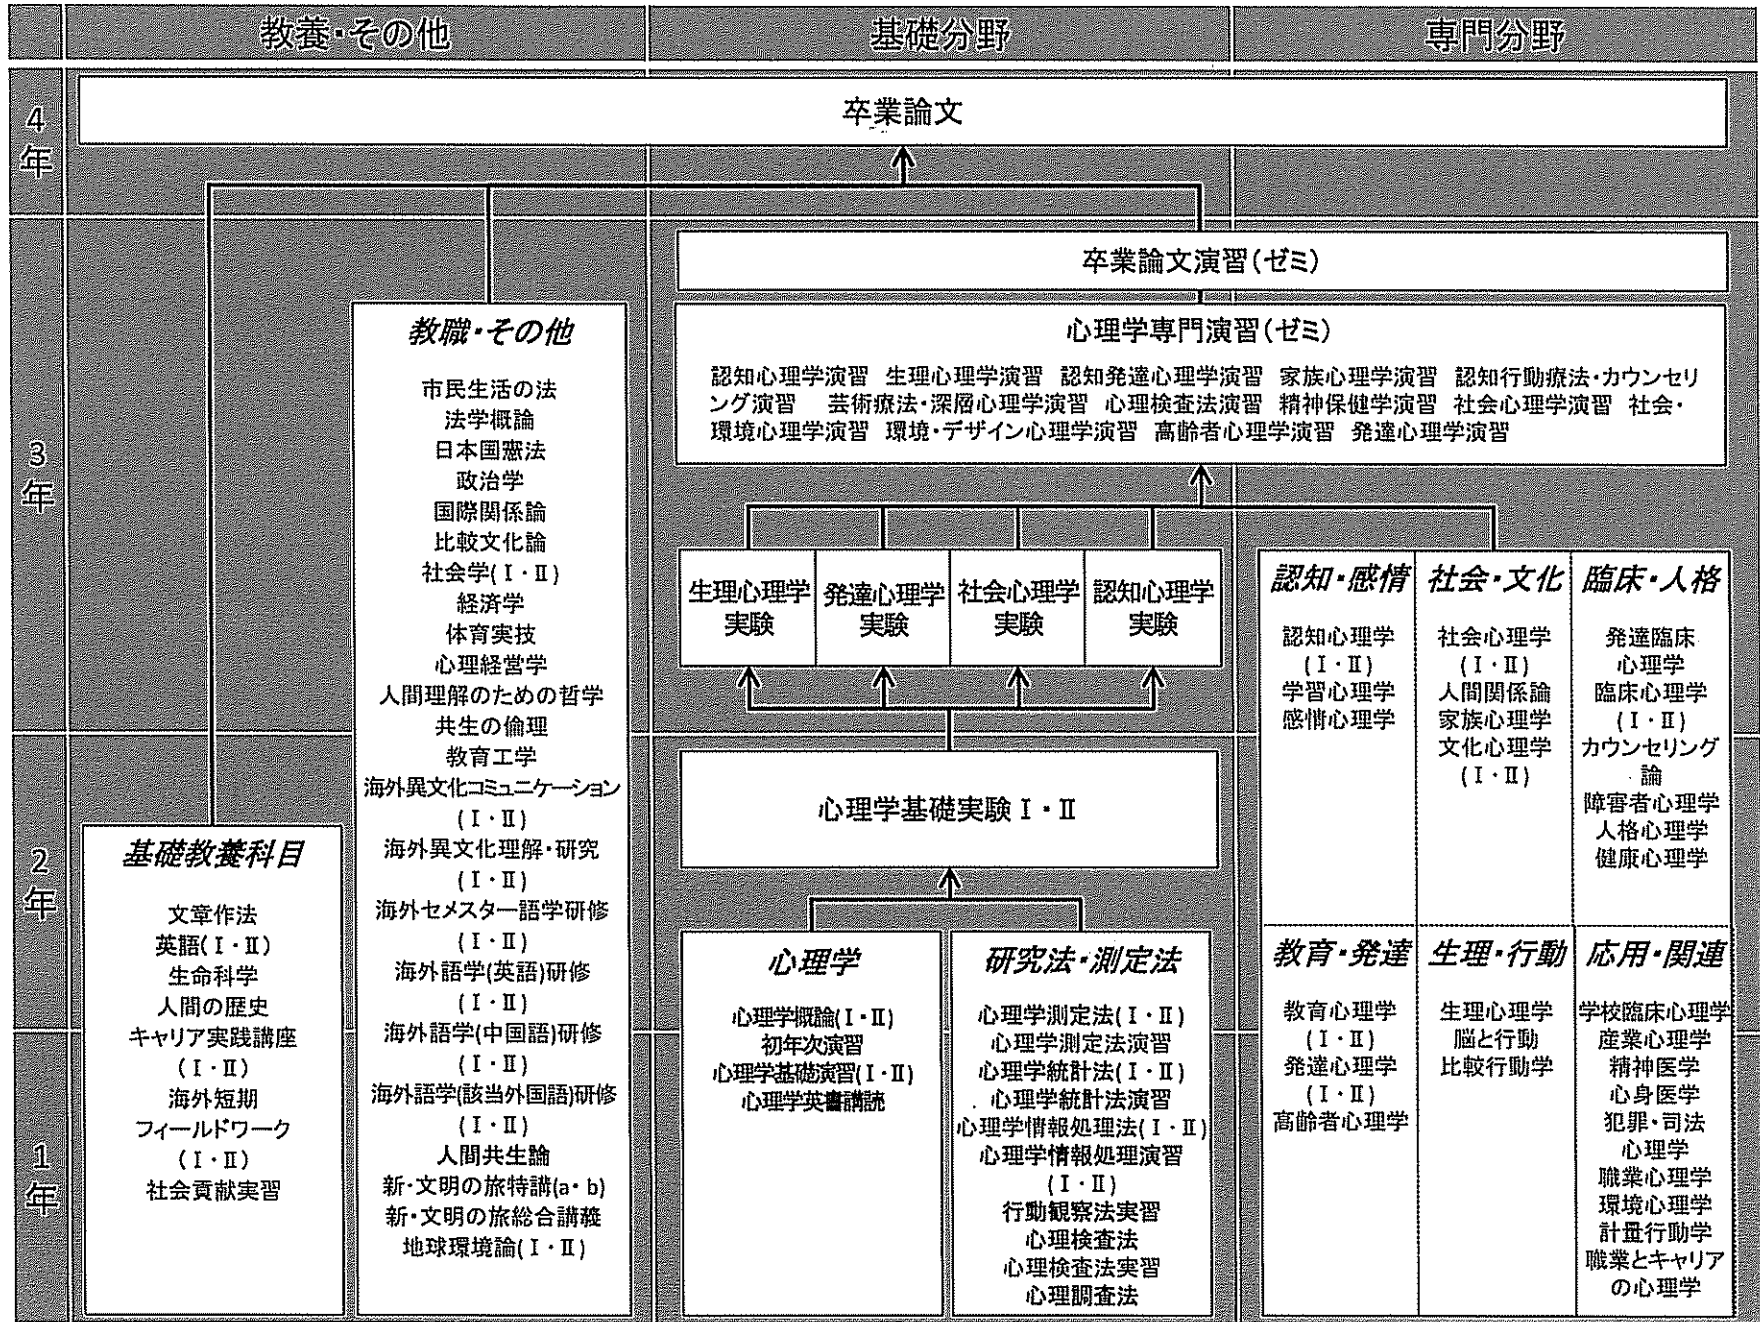 教養・その他
基礎分野
専門分野
4年
卒業論文
3年
卒業論文演習(ゼミ)
心理学専門演習(ゼミ)
認知心理学演習 生理心理学演習 認知発達心理学演習 家族心理学演習 認知行動療法・カウンセリ
ング演習 芸術療法・深層心理学演習 心理検査法演習 精神保健学演習 社会心理学演習 社会・
環境心理学演習 環境・デザイン心理学演習 高齢者心理学演習 発達心理学演習
教職・その他
市民生活の法
法学概論
日本国憲法
政治学
国際関係論
比較文化論
社会学(Ⅰ・Ⅱ)
経済学
体育実技
心理経営学
人間理解のための哲学
共生の倫理
教育工学
海外異文化コミュニケーション
(Ⅰ・Ⅱ)
海外異文化理解・研究
(Ⅰ・Ⅱ)
海外セメスター語学研修
(Ⅰ・Ⅱ)
海外語学(英語)研修
(Ⅰ・Ⅱ)
海外語学(中国語)研修
(Ⅰ・Ⅱ)
海外語学(該当外国語)研修
(Ⅰ・Ⅱ)
人間共生論
新・文明の旅特講(a・b)
新・文明の旅総合講義
地球環境論(Ⅰ・Ⅱ)
生理心理学
実験
発達心理学
実験
社会心理学
実験
認知心理学
実験
認知・感情
認知心理学
(Ⅰ・Ⅱ)
学習心理学
感情心理学
社会・文化
社会心理学
(Ⅰ・Ⅱ)
人間関係論
家族心理学
文化心理学
(Ⅰ・Ⅱ)
臨床・人格
発達臨床
心理学
臨床心理学
(Ⅰ・Ⅱ)
カウンセリング
論
障害者心理学
人格心理学
健康心理学
2年
心理学基礎実験Ⅰ・Ⅱ
基礎教養科目
文章作法
英語(Ⅰ・Ⅱ)
生命科学
人間の歴史
キャリア実践講座
(Ⅰ・Ⅱ)
海外短期
フィールドワーク
(Ⅰ・Ⅱ)
社会貢献実習
心理学
心理学概論(Ⅰ・Ⅱ)
初年次演習
心理学基礎演習(Ⅰ・Ⅱ)
心理学英書講読
研究法・測定法
心理学測定法(Ⅰ・Ⅱ)
心理学測定法演習
心理学統計法(Ⅰ・Ⅱ)
心理学統計法演習
心理学情報処理法(Ⅰ・Ⅱ)
心理学情報処理演習
(Ⅰ・Ⅱ)
行動観察法実習
心理検査法
心理検査法実習
心理調査法
教育・発達
教育心理学
(Ⅰ・Ⅱ)
発達心理学
(Ⅰ・Ⅱ)
高齢者心理学
生理・行動
生理心理学
脳と行動
比較行動学
応用・関連
学校臨床心理学
産業心理学
精神医学
心身医学
犯罪・司法
心理学
職業心理学
環境心理学
計量行動学
職業とキャリア
の心理学
1年